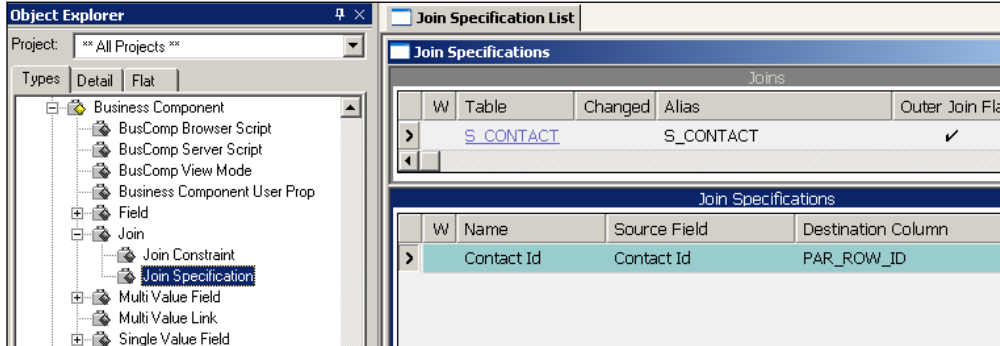 Object Explorer
Project: ** All Projects **
Types Detail Flat
Business Component
BusComp Browser Script
BusComp Server Script
BusComp View Mode
Business Component User Prop
Field
Join
Join Constraint
Join Specification
Multi Value Field
Multi Value Link
Single Value Field
Join Specification List
Join Specifications
Joins
W Table Changed Alias Outer Join Fla
S_CONTACT S_CONTACT
Join Specifications
W Name Source Field Destination Column
Contact Id Contact Id PAR_ROW_ID